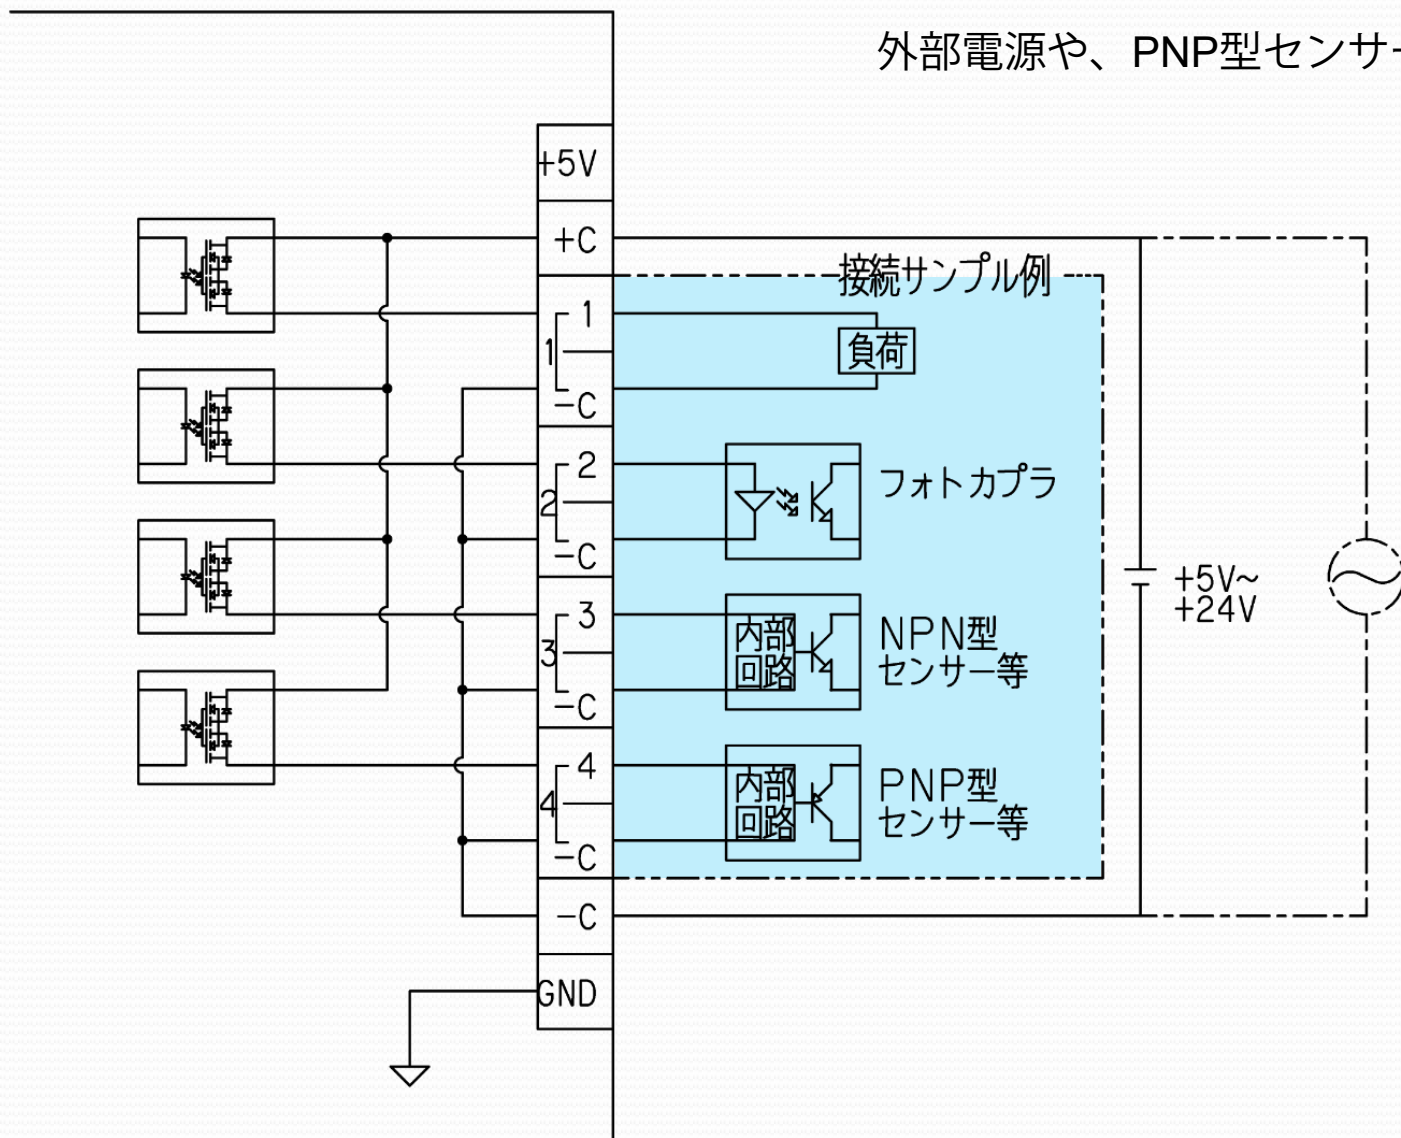 外部電源や、PNP型センサー
+5V
+C
接続サンプル例
1
1
負荷
-C
2
フォトカプラ
2
-C
+5V~
+24V
3
内部
NPN型
3
回路
センサー等
-C
4
内部
PNP型
4
回路
センサー等
-C
-C
GND